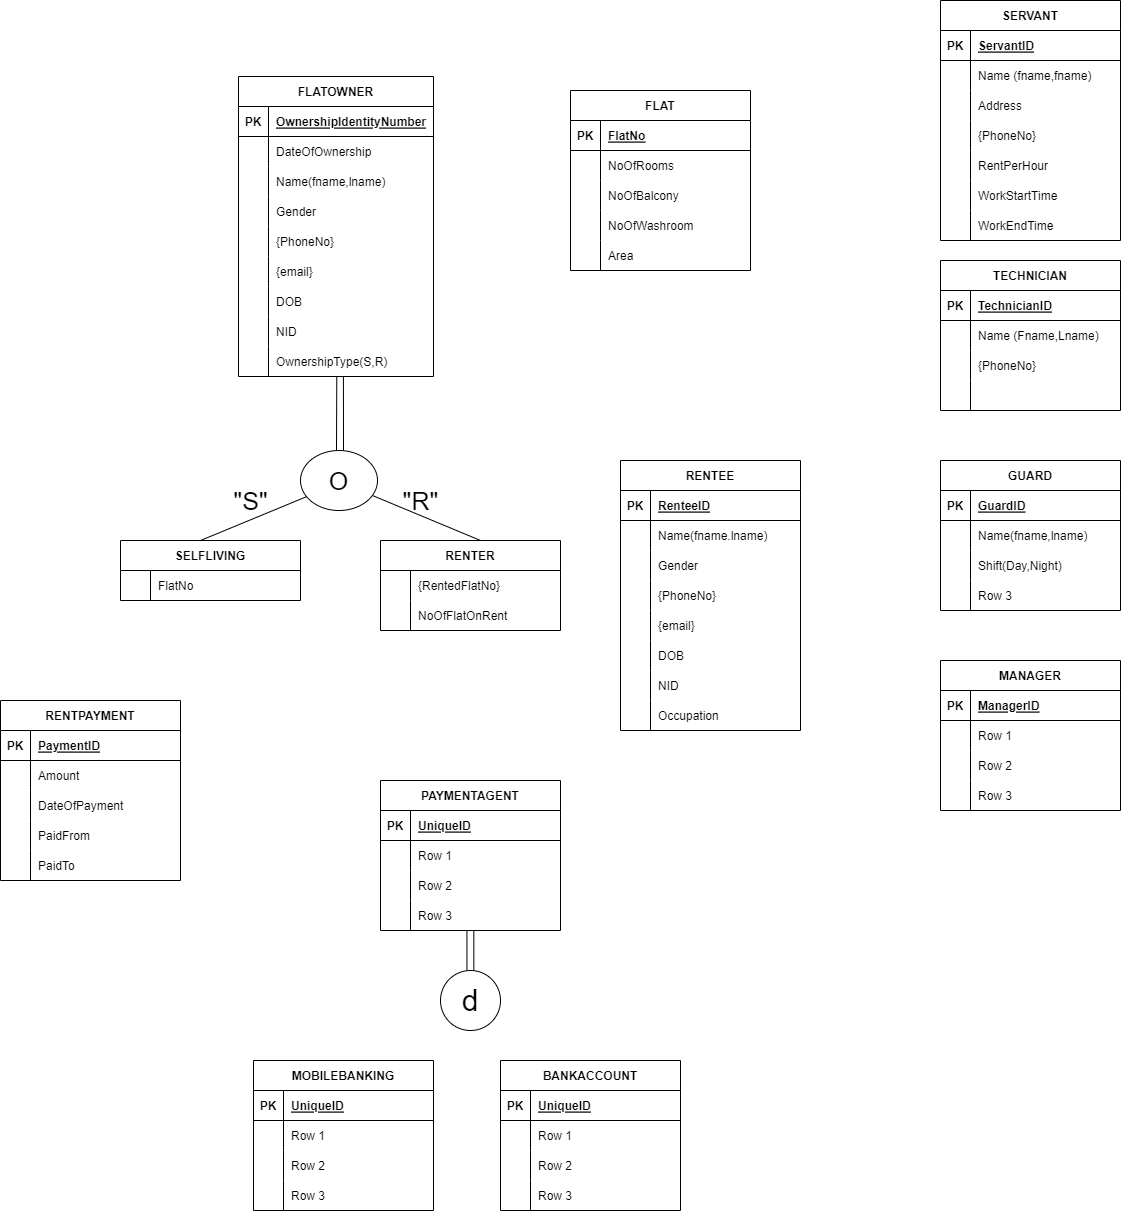 SERVANT
PK ServantID
Name (fname,fname)
Address
{PhoneNo}
RentPerHour
WorkStartTime
WorkEndTime
FLATOWNER
PK OwnershipIdentityNumber
DateOfOwnership
Name(fname,lname)
Gender
{PhoneNo}
{email}
DOB
NID
OwnershipType(S,R)
FLAT
PK FlatNo
NoOfRooms
NoOfBalcony
NoOfWashroom
Area
TECHNICIAN
PK TechnicianID
Name (Fname,Lname)
{PhoneNo}
O
"S"
"R"
SELFLIVING
FlatNo
RENTER
{RentedFlatNo}
NoOfFlatOnRent
RENTEE
PK RenteeID
Name(fname.lname)
Gender
{PhoneNo}
{email}
DOB
NID
Occupation
GUARD
PK GuardID
Name(fname,lname)
Shift(Day,Night)
Row 3
MANAGER
PK ManagerID
Row 1
Row 2
Row 3
RENTPAYMENT
PK PaymentID
Amount
DateOfPayment
PaidFrom
PaidTo
PAYMENTAGENT
PK UniqueID
Row 1
Row 2
Row 3
d
MOBILEBANKING
PK UniqueID
Row 1
Row 2
Row 3
BANKACCOUNT
PK UniqueID
Row 1
Row 2
Row 3